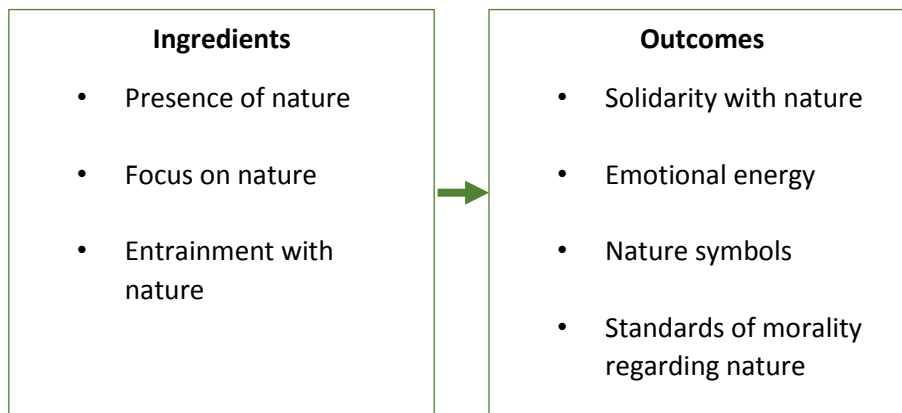 Ingredients
• Presence of nature
• Focus on nature
• Entrainment with
nature
Outcomes
• Solidarity with nature
• Emotional energy
• Nature symbols
• Standards of morality
regarding nature